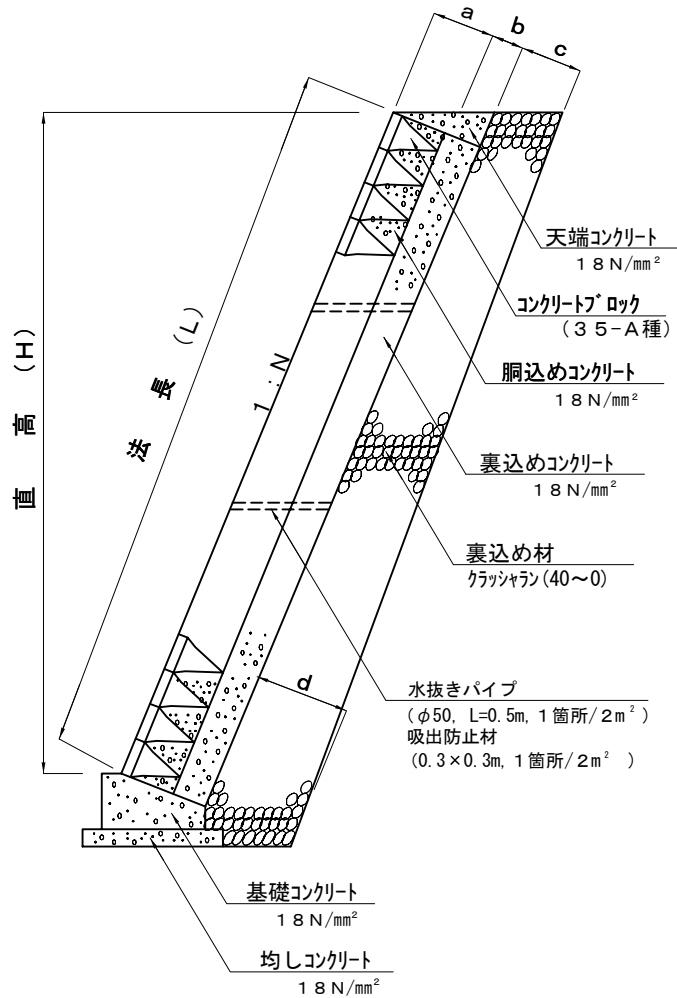 a
b
c
法　長　(L)
直　高　(H)
1：N
天端コンクリート
18N/mm²
コンクリートブロック
(35-A種)
胴込めコンクリート
18N/mm²
裏込めコンクリート
18N/mm²
裏込め材
クラッシャラン(40～0)
d
水抜きパイプ
(φ50, L=0.5m, 1箇所/2m²)
吸出防止材
(0.3×0.3m, 1箇所/2m² )
基礎コンクリート
18N/mm²
均しコンクリート
18N/mm²